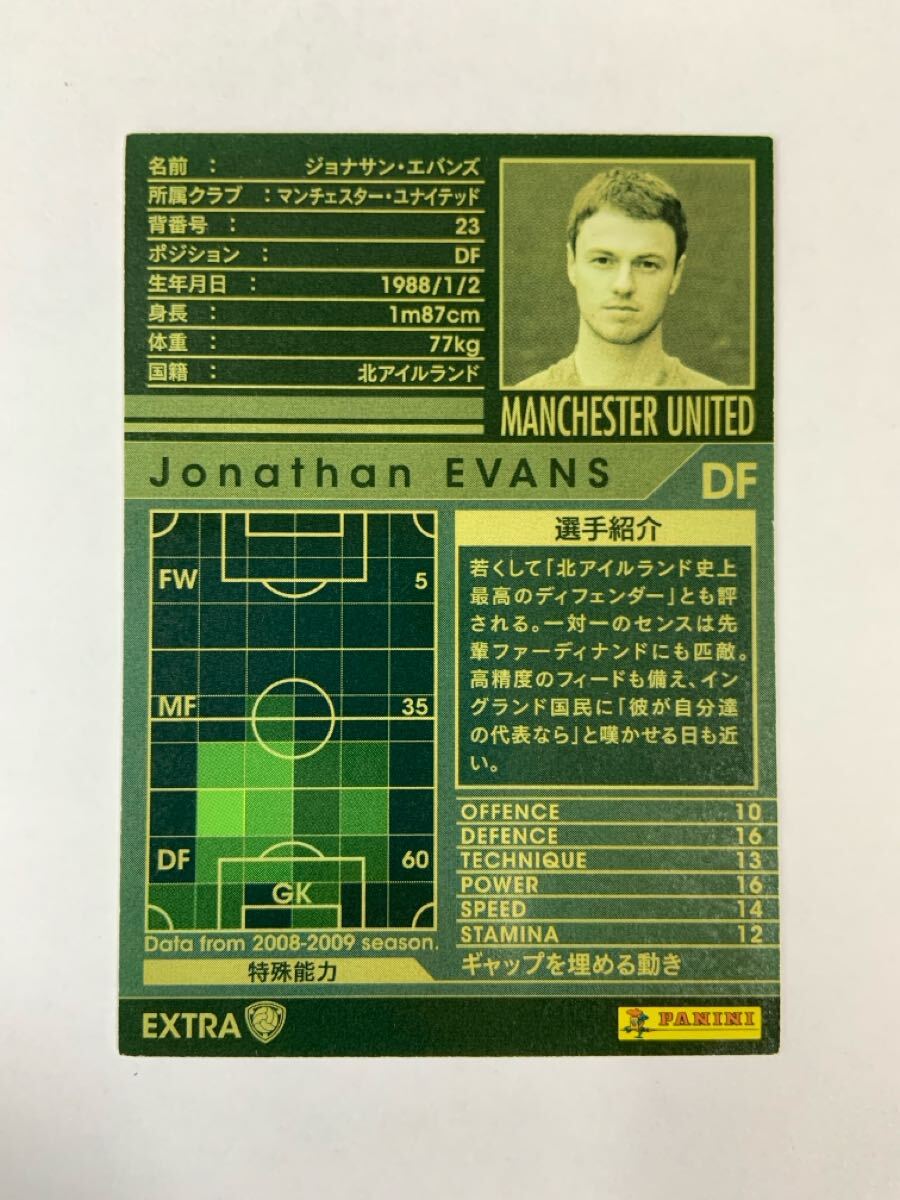 名前 : ジョナサン・エバンズ
所属クラブ : マンチェスター・ユナイテッド
背番号 : 23
ポジション : DF
生年月日 : 1988/1/2
身長 : 1m87cm
体重 : 77kg
国籍 : 北アイルランド
MANCHESTER UNITED
Jonathan EVANS
DF
FW 5
MF 35
DF 60
GK
Data from 2008-2009 season.
選手紹介
若くして「北アイルランド史上
最高のディフェンダー」とも評
される。一対一のセンスは先
輩ファーディナンドにも匹敵。
高精度のフィードも備え、イン
グランド国民に「彼が自分達
の代表なら」と嘆かせる日も近
い。
OFFENCE 10
DEFENCE 16
TECHNIQUE 13
POWER 16
SPEED 14
STAMINA 12
特殊能力 ギャップを埋める動き
EXTRA
PANINI